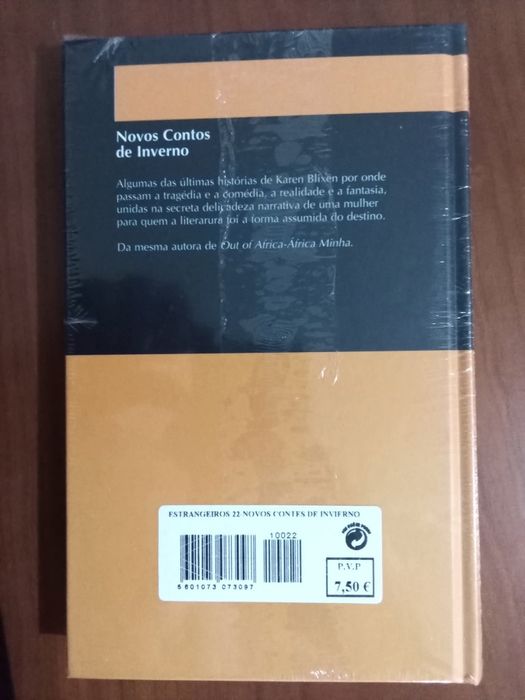 Novos Contos
de Inverno
Algumas das últimas histórias de Karen Blixen por onde
passam a tragédia e a comédia, a realidade e a fantasia,
unidas na secreta delicadeza narrativa de uma mulher
para quem a literarura foi a forma assumida do destino.
Da mesma autora de Out of Africa-África Minha.
ESTRANGEIROS 22 NOVOS CONTES DE INVIERNO
10022
5601073 073097
P.V.P
7,50 €